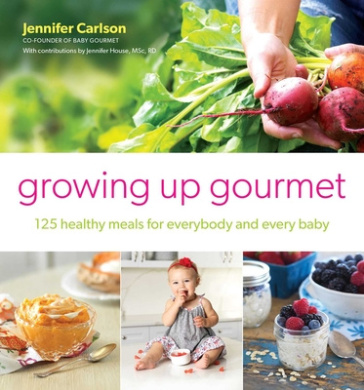 Jennifer Carlson
CO-FOUNDER OF BABY GOURMET
With contributions by Jennifer House, MSc, RD
growing up gourmet
125 healthy meals for everybody and every baby